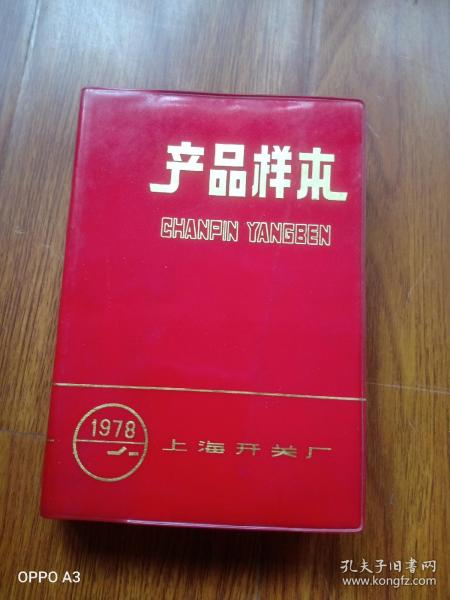 产品样本
CHANPIN YANGBEN
1978
上海开关厂
OPPO A3
孔夫子旧书网
www.kongfz.com